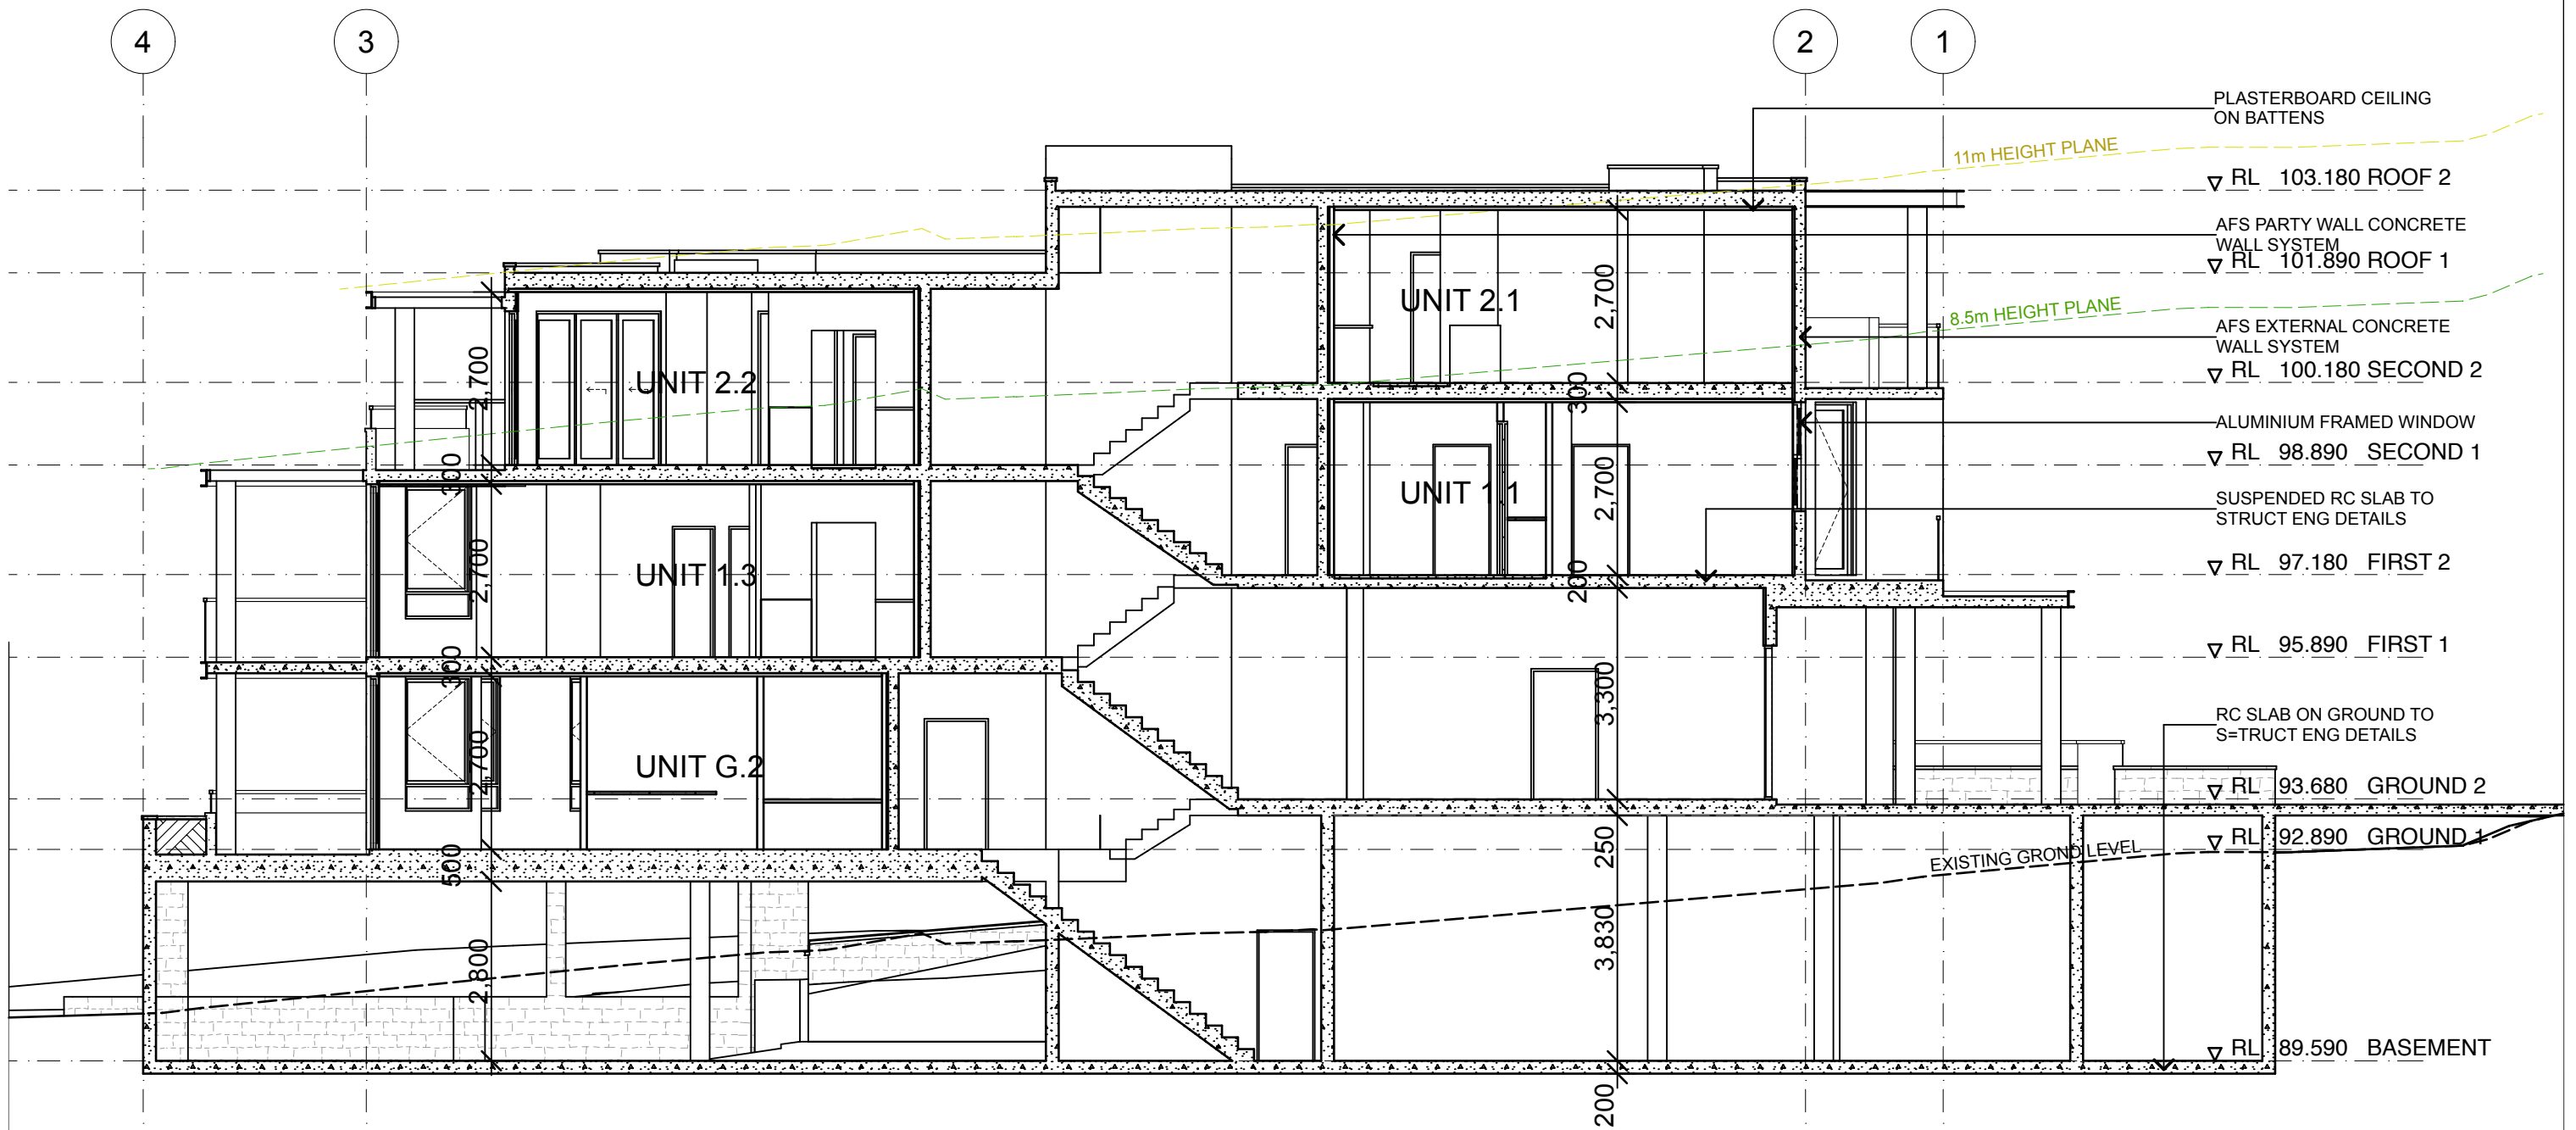 4
3
2
1
PLASTERBOARD CEILING
ON BATTENS
11m HEIGHT PLANE
RL 103.180 ROOF 2
AFS PARTY WALL CONCRETE
WALL SYSTEM
RL 101.890 ROOF 1
UNIT 2.1
2,700
8.5m HEIGHT PLANE
AFS EXTERNAL CONCRETE
WALL SYSTEM
RL 100.180 SECOND 2
UNIT 2.2
2,700
300
ALUMINIUM FRAMED WINDOW
RL 98.890 SECOND 1
300
UNIT 1.1
2,700
SUSPENDED RC SLAB TO
STRUCT ENG DETAILS
RL 97.180 FIRST 2
UNIT 1.3
2,700
200
RL 95.890 FIRST 1
300
3,300
RC SLAB ON GROUND TO
S=TRUCT ENG DETAILS
UNIT G.2
2,700
RL 93.680 GROUND 2
RL 92.890 GROUND 1
500
250
EXISTING GROND LEVEL
2,800
3,830
RL 89.590 BASEMENT
200